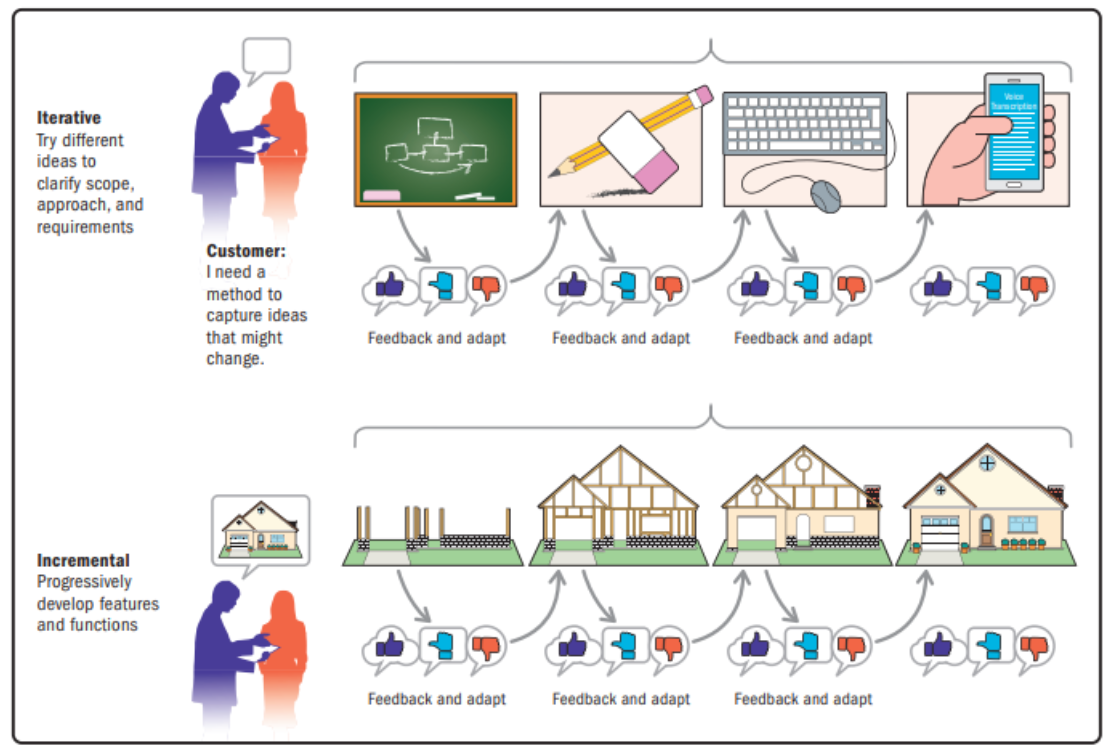 Iterative
Try different
ideas to
clarify scope,
approach, and
requirements
Customer:
I need a
method to
capture ideas
that might
change.
Voice
Transcription
Feedback and adapt
Feedback and adapt
Feedback and adapt
Incremental
Progressively
develop features
and functions
Feedback and adapt
Feedback and adapt
Feedback and adapt